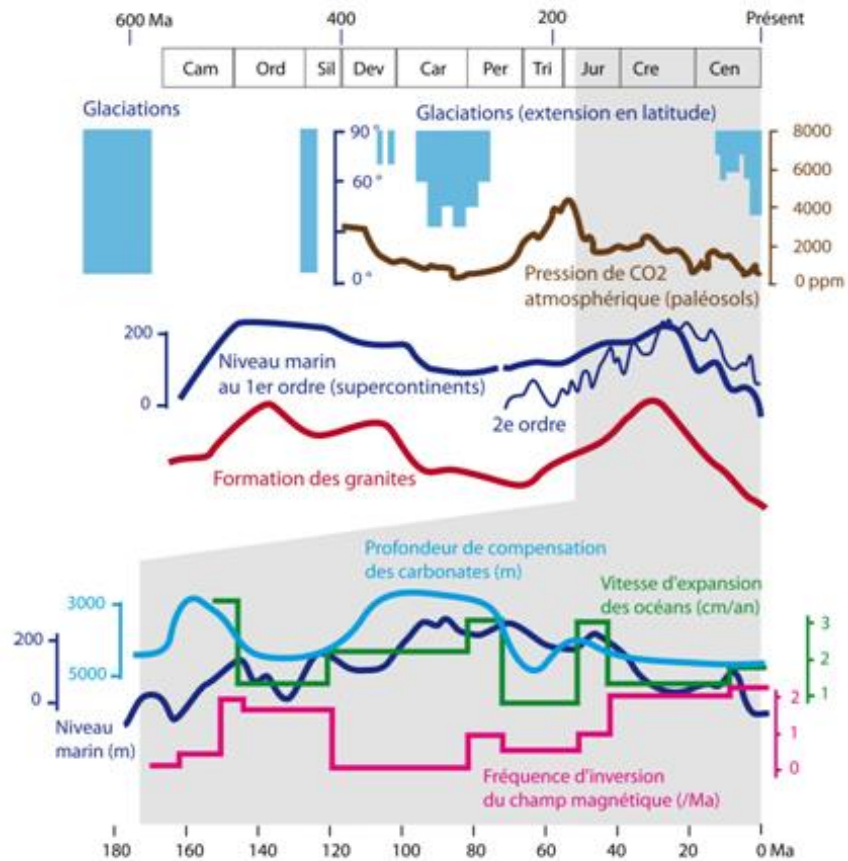 600 Ma 400 200 Présent
Cam Ord Sil Dev Car Per Tri Jur Cre Cen
Glaciations
Glaciations (extension en latitude)
90°
60°
0°
8000
6000
4000
2000
0 ppm
Pression de CO2
atmosphérique (paléosols)
200
0
Niveau marin
au 1er ordre (supercontinents)
2e ordre
Formation des granites
Profondeur de compensation
des carbonates (m)
Vitesse d'expansion
des océans (cm/an)
3000
5000
200
0
3
2
1
Niveau
marin (m)
2
1
0
Fréquence d'inversion
du champ magnétique (/Ma)
180 160 140 120 100 80 60 40 20 0 Ma